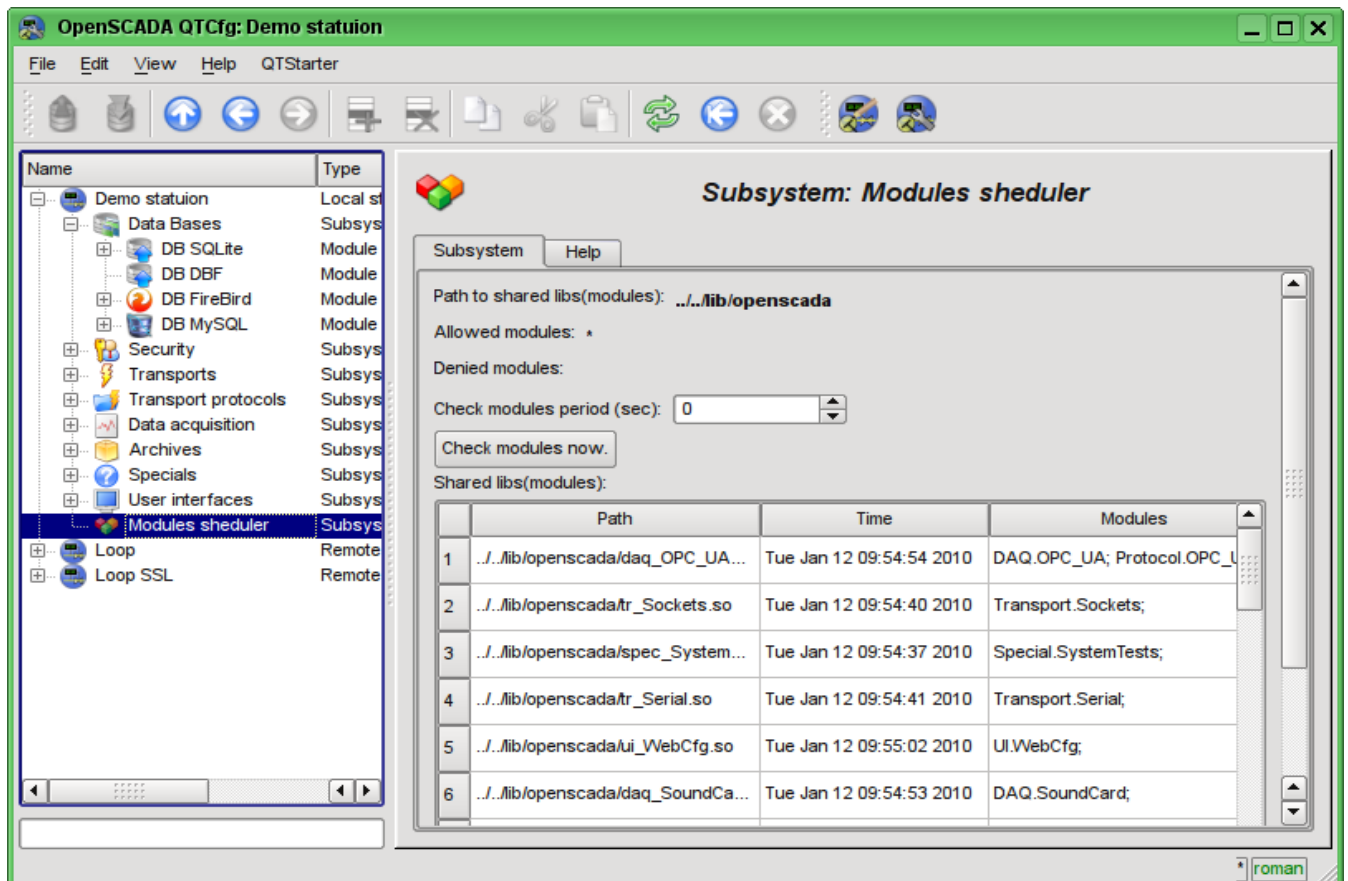 OpenSCADA QTCfg: Demo statuion
File Edit View Help QTStarter
Name Type
Demo statuion Local st
Data Bases Subsys
DB SQLite Module
DB DBF Module
DB FireBird Module
DB MySQL Module
Security Subsys
Transports Subsys
Transport protocols Subsys
Data acquisition Subsys
Archives Subsys
Specials Subsys
User interfaces Subsys
Modules sheduler Subsys
Loop Remote
Loop SSL Remote
Subsystem: Modules sheduler
Subsystem Help
Path to shared libs(modules): ../../lib/openscada
Allowed modules: *
Denied modules:
Check modules period (sec): 0
Check modules now.
Shared libs(modules):
Path Time Modules
1 ../../lib/openscada/daq_OPC_UA... Tue Jan 12 09:54:54 2010 DAQ.OPC_UA; Protocol.OPC_U
2 ../../lib/openscada/tr_Sockets.so Tue Jan 12 09:54:40 2010 Transport.Sockets;
3 ../../lib/openscada/spec_System... Tue Jan 12 09:54:37 2010 Special.SystemTests;
4 ../../lib/openscada/tr_Serial.so Tue Jan 12 09:54:41 2010 Transport.Serial;
5 ../../lib/openscada/ui_WebCfg.so Tue Jan 12 09:55:02 2010 UI.WebCfg;
6 ../../lib/openscada/daq_SoundCa... Tue Jan 12 09:54:53 2010 DAQ.SoundCard;
* roman